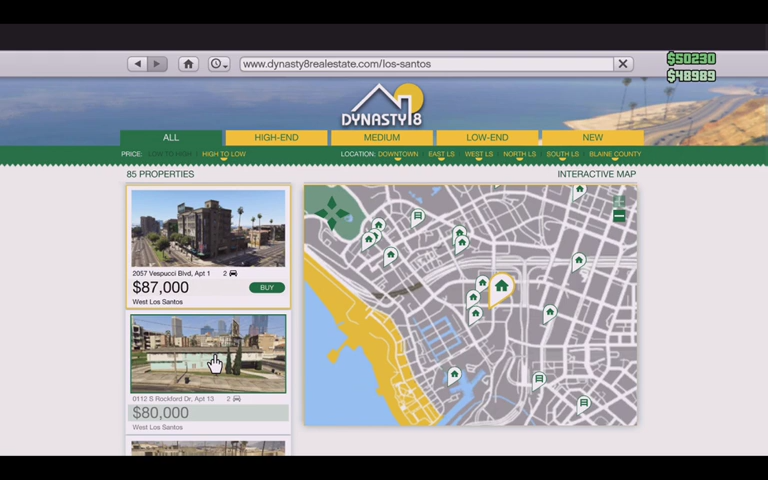 www.dynasty8realestate.com/los-santos
$50230
$48989
DYNASTY8
ALL
HIGH-END
MEDIUM
LOW-END
NEW
PRICE: LOW TO HIGH HIGH TO LOW
LOCATION: DOWNTOWN EAST LS WEST LS NORTH LS SOUTH LS BLAINE COUNTY
85 PROPERTIES
INTERACTIVE MAP
2057 Vespucci Blvd, Apt 1 2
$87,000
BUY
West Los Santos
0112 S Rockford Dr, Apt 13 2
$80,000
West Los Santos